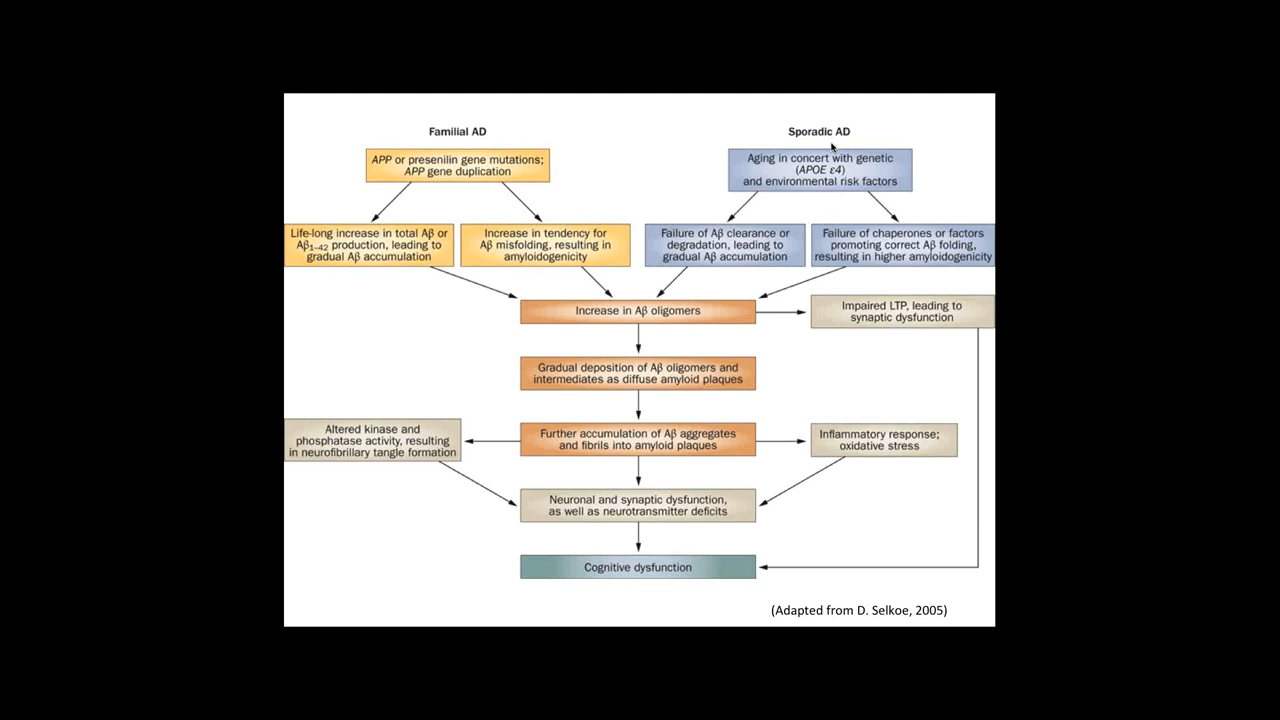 Familial AD
Sporadic AD
APP or presenilin gene mutations;
APP gene duplication
Aging in concert with genetic
(APOE ε4)
and environmental risk factors
Life-long increase in total Aβ or
Aβ1–42 production, leading to
gradual Aβ accumulation
Increase in tendency for
Aβ misfolding, resulting in
amyloidogenicity
Failure of Aβ clearance or
degradation, leading to
gradual Aβ accumulation
Failure of chaperones or factors
promoting correct Aβ folding,
resulting in higher amyloidogenicity
Increase in Aβ oligomers
Impaired LTP, leading to
synaptic dysfunction
Gradual deposition of Aβ oligomers and
intermediates as diffuse amyloid plaques
Altered kinase and
phosphatase activity, resulting
in neurofibrillary tangle formation
Further accumulation of Aβ aggregates
and fibrils into amyloid plaques
Inflammatory response;
oxidative stress
Neuronal and synaptic dysfunction,
as well as neurotransmitter deficits
Cognitive dysfunction
(Adapted from D. Selkoe, 2005)